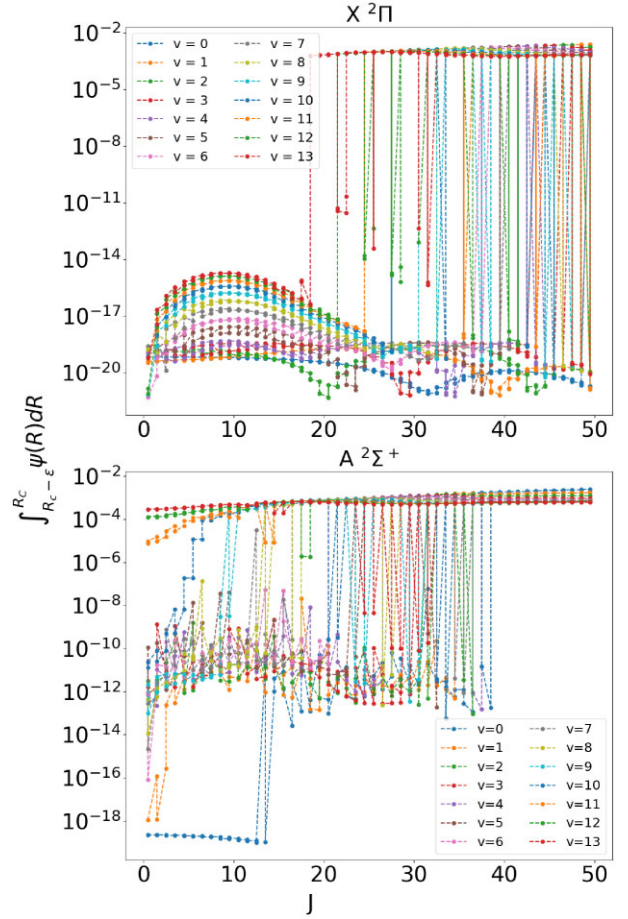 X ²Π
10⁻²
10⁻⁵
10⁻⁸
10⁻¹¹
10⁻¹⁴
10⁻¹⁷
10⁻²⁰
v = 0 v = 7
v = 1 v = 8
v = 2 v = 9
v = 3 v = 10
v = 4 v = 11
v = 5 v = 12
v = 6 v = 13
0 10 20 30 40 50
∫_{R_c−ε}^{R_C} ψ(R)dR
A ²Σ⁺
10⁻²
10⁻⁴
10⁻⁶
10⁻⁸
10⁻¹⁰
10⁻¹²
10⁻¹⁴
10⁻¹⁶
10⁻¹⁸
v=0 v=7
v=1 v=8
v=2 v=9
v=3 v=10
v=4 v=11
v=5 v=12
v=6 v=13
0 10 20 30 40 50
J